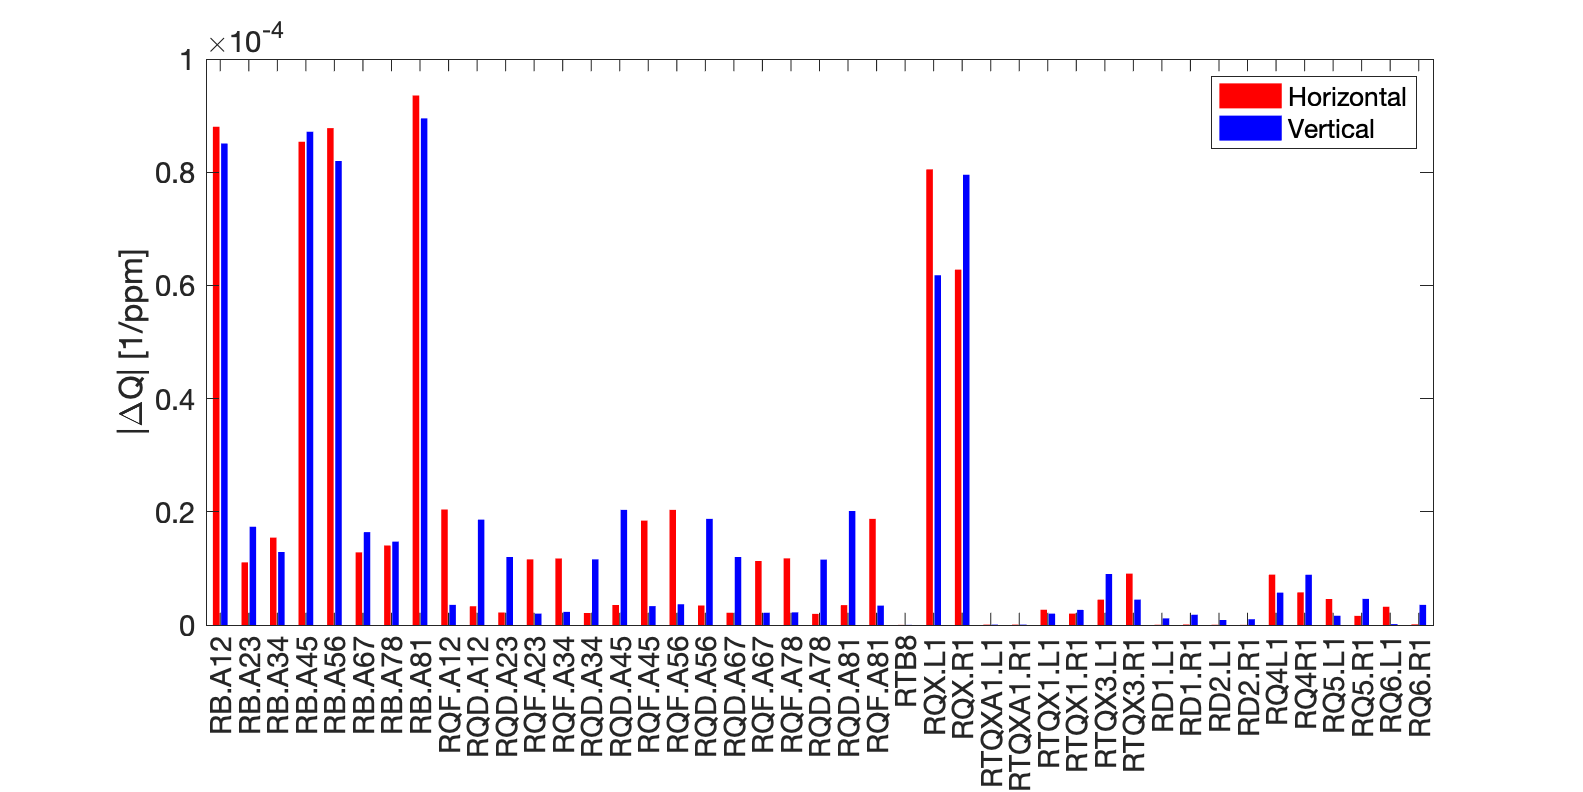 ×10-4
1
0.8
0.6
0.4
0.2
0
|ΔQ| [1/ppm]
Horizontal
Vertical
RB.A12
RB.A23
RB.A34
RB.A45
RB.A56
RB.A67
RB.A78
RB.A81
RQF.A12
RQD.A12
RQD.A23
RQF.A23
RQF.A34
RQD.A34
RQD.A45
RQF.A45
RQF.A56
RQD.A56
RQD.A67
RQF.A67
RQF.A78
RQD.A78
RQD.A81
RQF.A81
RTB8
RQX.L1
RQX.R1
RTQXA1.L1
RTQXA1.R1
RTQX1.L1
RTQX1.R1
RTQX3.L1
RTQX3.R1
RD1.L1
RD1.R1
RD2.L1
RD2.R1
RQ4L1
RQ4R1
RQ5.L1
RQ5.R1
RQ6.L1
RQ6.R1